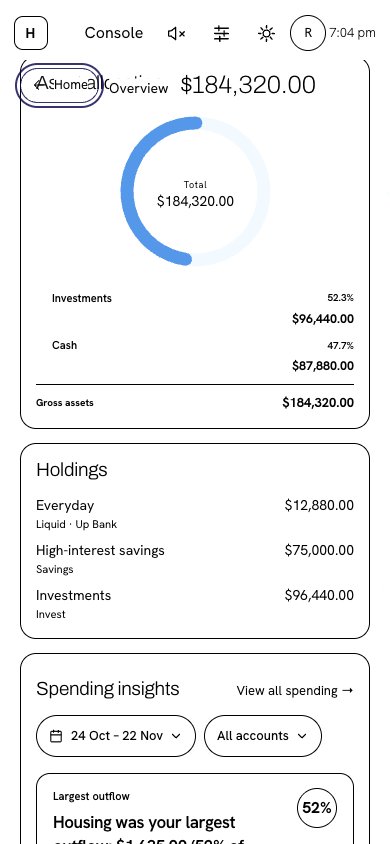 H Console R 7:04 pm
Home Overview $184,320.00
Total
$184,320.00
Investments 52.3%
$96,440.00
Cash 47.7%
$87,880.00
Gross assets $184,320.00
Holdings
Everyday $12,880.00
Liquid · Up Bank
High-interest savings $75,000.00
Savings
Investments $96,440.00
Invest
Spending insights View all spending →
24 Oct – 22 Nov All accounts
Largest outflow 52%
Housing was your largest